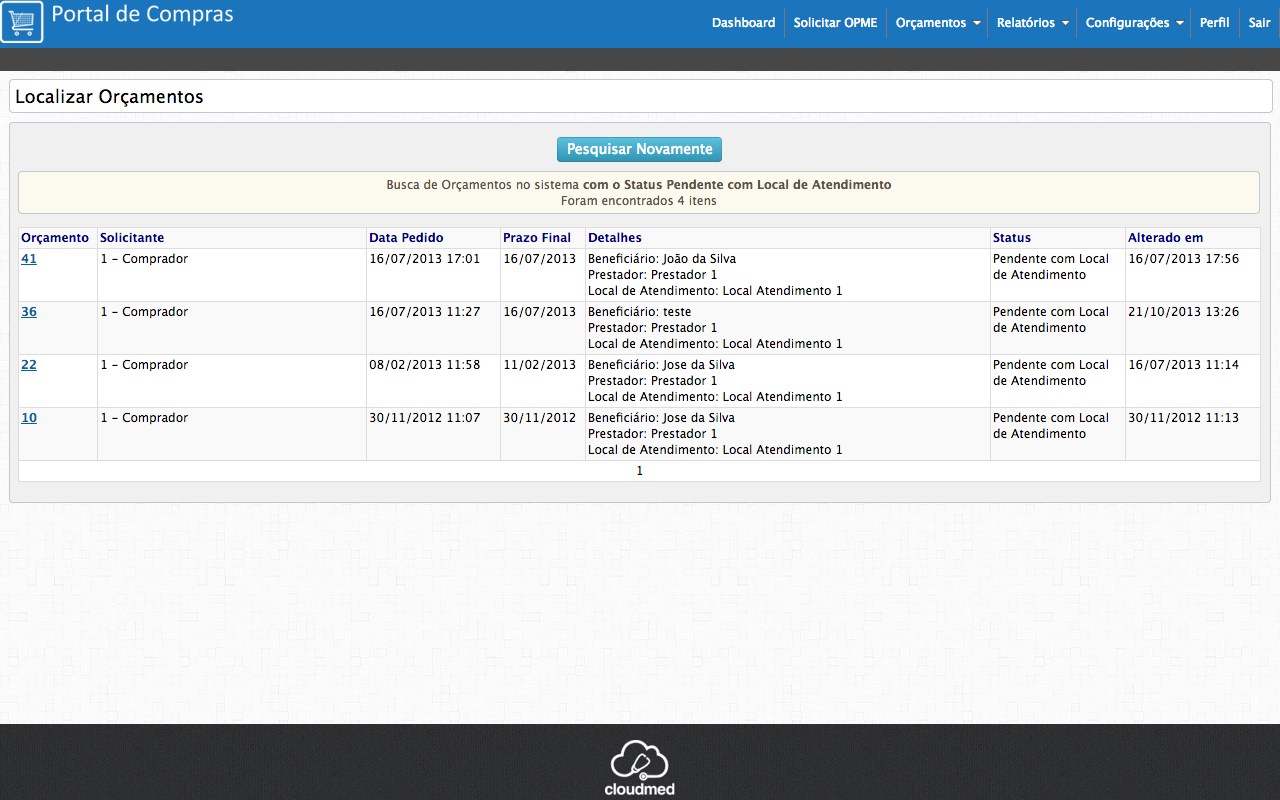 Portal de Compras
Dashboard Solicitar OPME Orçamentos Relatórios Configurações Perfil Sair
Localizar Orçamentos
Pesquisar Novamente
Busca de Orçamentos no sistema com o Status Pendente com Local de Atendimento
Foram encontrados 4 itens
Orçamento Solicitante Data Pedido Prazo Final Detalhes Status Alterado em
41 1 - Comprador 16/07/2013 17:01 16/07/2013 Beneficiário: João da Silva Pendente com Local 16/07/2013 17:56
Prestador: Prestador 1 de Atendimento
Local de Atendimento: Local Atendimento 1
36 1 - Comprador 16/07/2013 11:27 16/07/2013 Beneficiário: teste Pendente com Local 21/10/2013 13:26
Prestador: Prestador 1 de Atendimento
Local de Atendimento: Local Atendimento 1
22 1 - Comprador 08/02/2013 11:58 11/02/2013 Beneficiário: Jose da Silva Pendente com Local 16/07/2013 11:14
Prestador: Prestador 1 de Atendimento
Local de Atendimento: Local Atendimento 1
10 1 - Comprador 30/11/2012 11:07 30/11/2012 Beneficiário: Jose da Silva Pendente com Local 30/11/2012 11:13
Prestador: Prestador 1 de Atendimento
Local de Atendimento: Local Atendimento 1
1
cloudmed